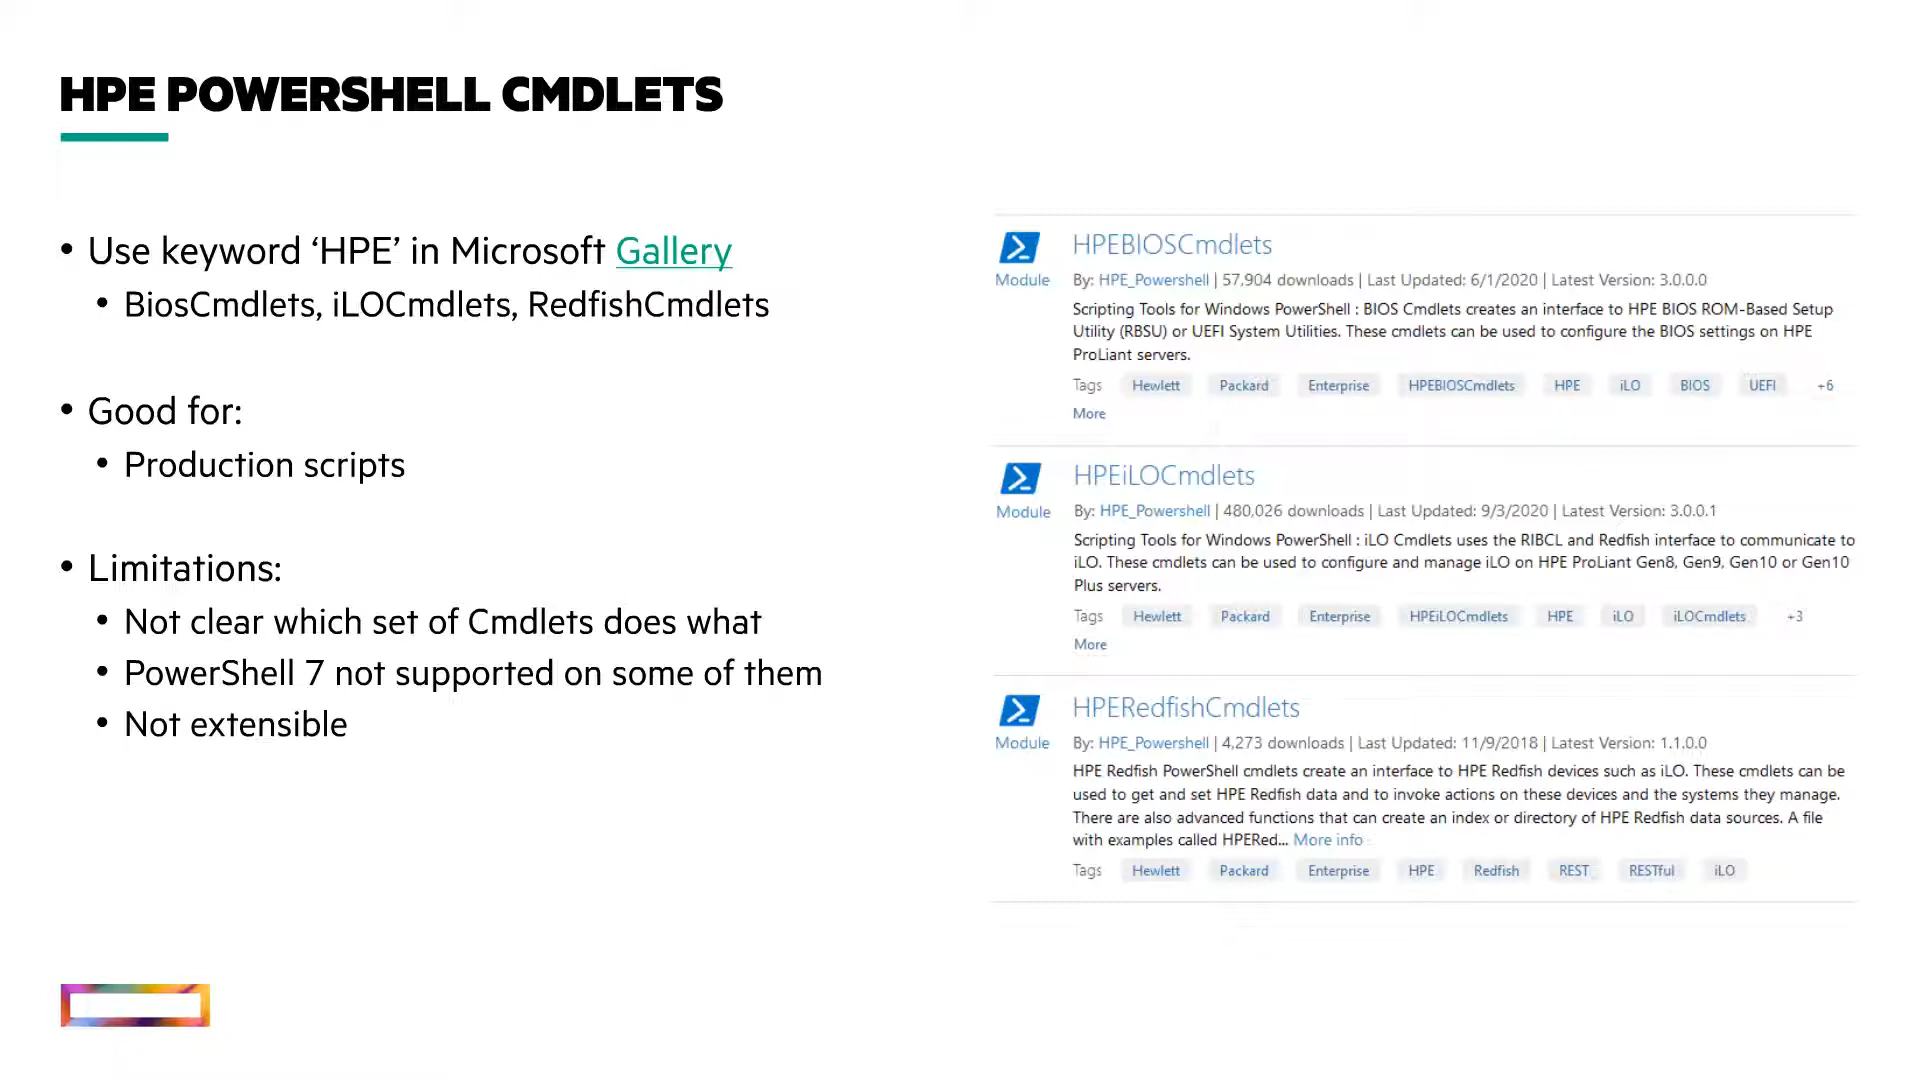 HPE POWERSHELL CMDLETS
• Use keyword ‘HPE’ in Microsoft Gallery
• BiosCmdlets, iLOCmdlets, RedfishCmdlets
• Good for:
• Production scripts
• Limitations:
• Not clear which set of Cmdlets does what
• PowerShell 7 not supported on some of them
• Not extensible
HPEBIOSCmdlets
Module By: HPE_Powershell | 57,904 downloads | Last Updated: 6/1/2020 | Latest Version: 3.0.0.0
Scripting Tools for Windows PowerShell : BIOS Cmdlets creates an interface to HPE BIOS ROM-Based Setup
Utility (RBSU) or UEFI System Utilities. These cmdlets can be used to configure the BIOS settings on HPE
ProLiant servers.
Tags Hewlett Packard Enterprise HPEBIOSCmdlets HPE iLO BIOS UEFI +6
More
HPEiLOCmdlets
Module By: HPE_Powershell | 480,026 downloads | Last Updated: 9/3/2020 | Latest Version: 3.0.0.1
Scripting Tools for Windows PowerShell : iLO Cmdlets uses the RIBCL and Redfish interface to communicate to
iLO. These cmdlets can be used to configure and manage iLO on HPE ProLiant Gen8, Gen9, Gen10 or Gen10
Plus servers.
Tags Hewlett Packard Enterprise HPEiLOCmdlets HPE iLO iLOCmdlets +3
More
HPERedfishCmdlets
Module By: HPE_Powershell | 4,273 downloads | Last Updated: 11/9/2018 | Latest Version: 1.1.0.0
HPE Redfish PowerShell cmdlets create an interface to HPE Redfish devices such as iLO. These cmdlets can be
used to get and set HPE Redfish data and to invoke actions on these devices and the systems they manage.
There are also advanced functions that can create an index or directory of HPE Redfish data sources. A file
with examples called HPERed... More info
Tags Hewlett Packard Enterprise HPE Redfish REST RESTful iLO